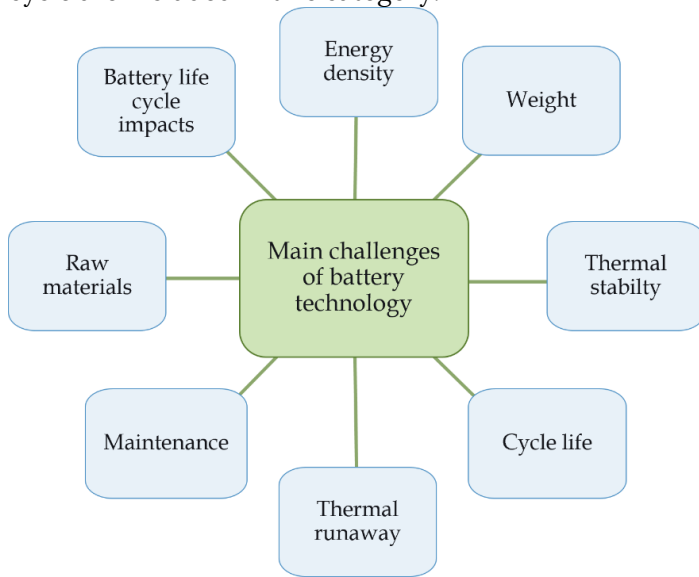 Energy
density
Weight
Thermal
stabilty
Cycle life
Thermal
runaway
Maintenance
Raw
materials
Battery life
cycle
impacts
Main challenges
of battery
technology